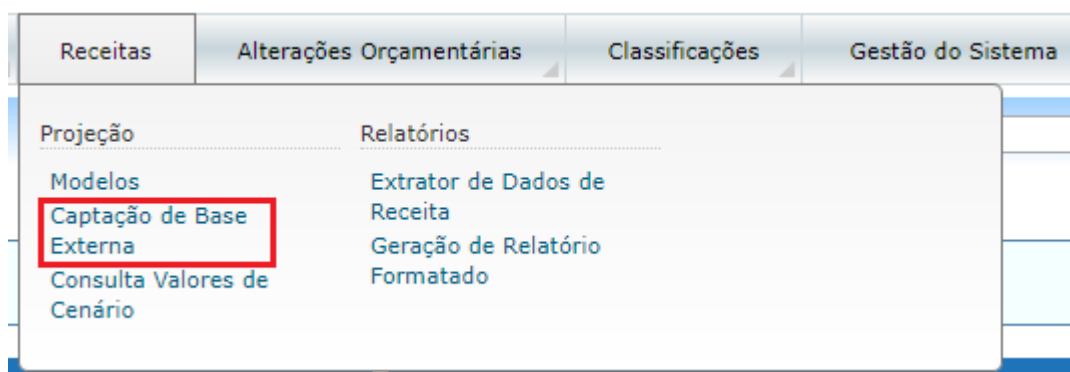 Receitas
Alterações Orçamentárias
Classificações
Gestão do Sistema
Projeção
Modelos
Captação de Base
Externa
Consulta Valores de
Cenário
Relatórios
Extrator de Dados de
Receita
Geração de Relatório
Formatado